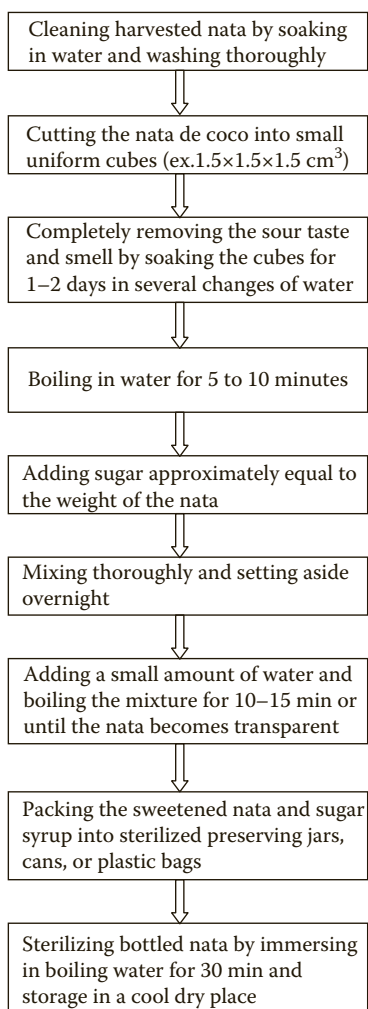 Cleaning harvested nata by soaking
in water and washing thoroughly
Cutting the nata de coco into small
uniform cubes (ex.1.5×1.5×1.5 cm³)
Completely removing the sour taste
and smell by soaking the cubes for
1–2 days in several changes of water
Boiling in water for 5 to 10 minutes
Adding sugar approximately equal to
the weight of the nata
Mixing thoroughly and setting aside
overnight
Adding a small amount of water and
boiling the mixture for 10–15 min or
until the nata becomes transparent
Packing the sweetened nata and sugar
syrup into sterilized preserving jars,
cans, or plastic bags
Sterilizing bottled nata by immersing
in boiling water for 30 min and
storage in a cool dry place